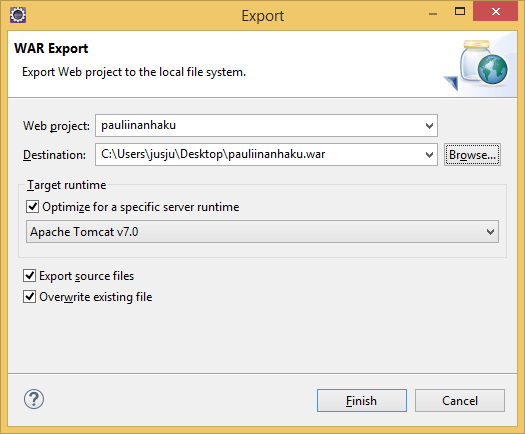 Export
WAR Export
Export Web project to the local file system.
Web project: pauliinanhaku
Destination: C:\Users\jusju\Desktop\pauliinanhaku.war Browse...
Target runtime
Optimize for a specific server runtime
Apache Tomcat v7.0
Export source files
Overwrite existing file
? Finish Cancel